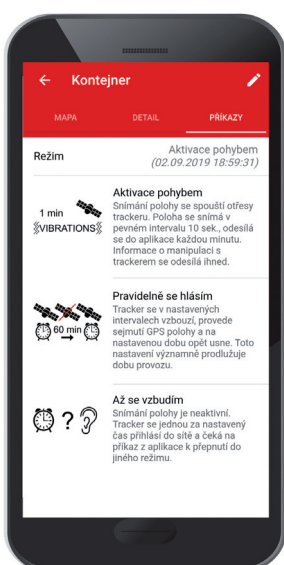 Kontejner
MAPA DETAIL PŘÍKAZY
Režim
Aktivace pohybem
(02.09.2019 18:59:31)
1 min
VIBRATIONS
Aktivace pohybem
Snímání polohy se spouští otřesy
trackeru. Poloha se snímá v
pevném intervalu 10 sek., odesílá
se do aplikace každou minutu.
Informace o manipulaci s
trackerem se odesílá ihned.
60 min
Pravidelně se hlásím
Tracker se v nastavených
intervalech vzbouzí, provede
sejmutí GPS polohy a na
nastavenou dobu opět usne. Toto
nastavení významně prodlužuje
dobu provozu.
?
Až se vzbudím
Snímání polohy je neaktivní.
Tracker se jednou za nastavený
čas přihlásí do sítě a čeká na
příkaz z aplikace k přepnutí do
jiného režimu.